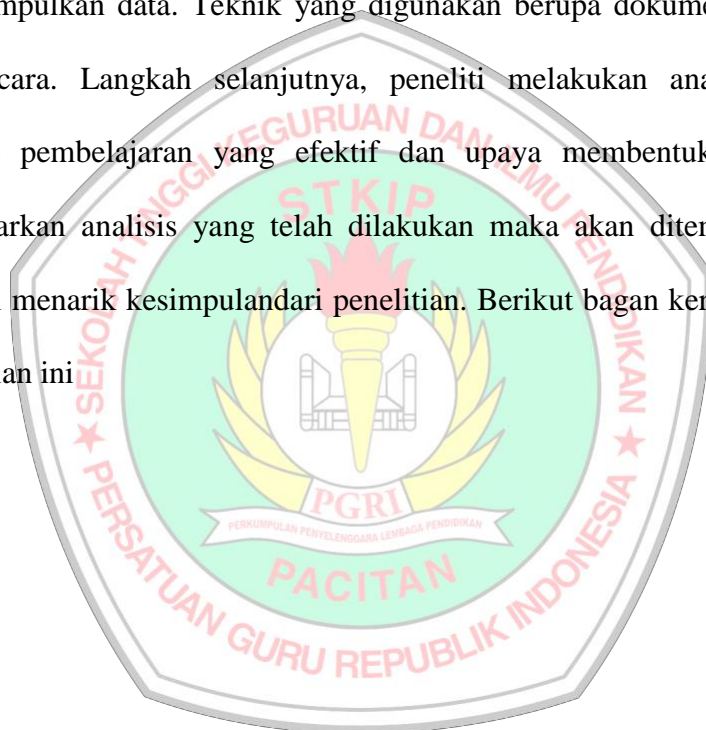 mpulkan data. Teknik yang digunakan berupa dokume
cara. Langkah selanjutnya, peneliti melakukan ana
pembelajaran yang efektif dan upaya membentuk
arkan analisis yang telah dilakukan maka akan diten
menarik kesimpulandari penelitian. Berikut bagan ker
an ini
SEKOLAH TINGGI KEGURUAN DAN ILMU PENDIDIKAN
STKIP
PGRI
PERKUMPULAN PENYELENGGARA LEMBAGA PENDIDIKAN
PACITAN
PERSATUAN GURU REPUBLIK INDONESIA